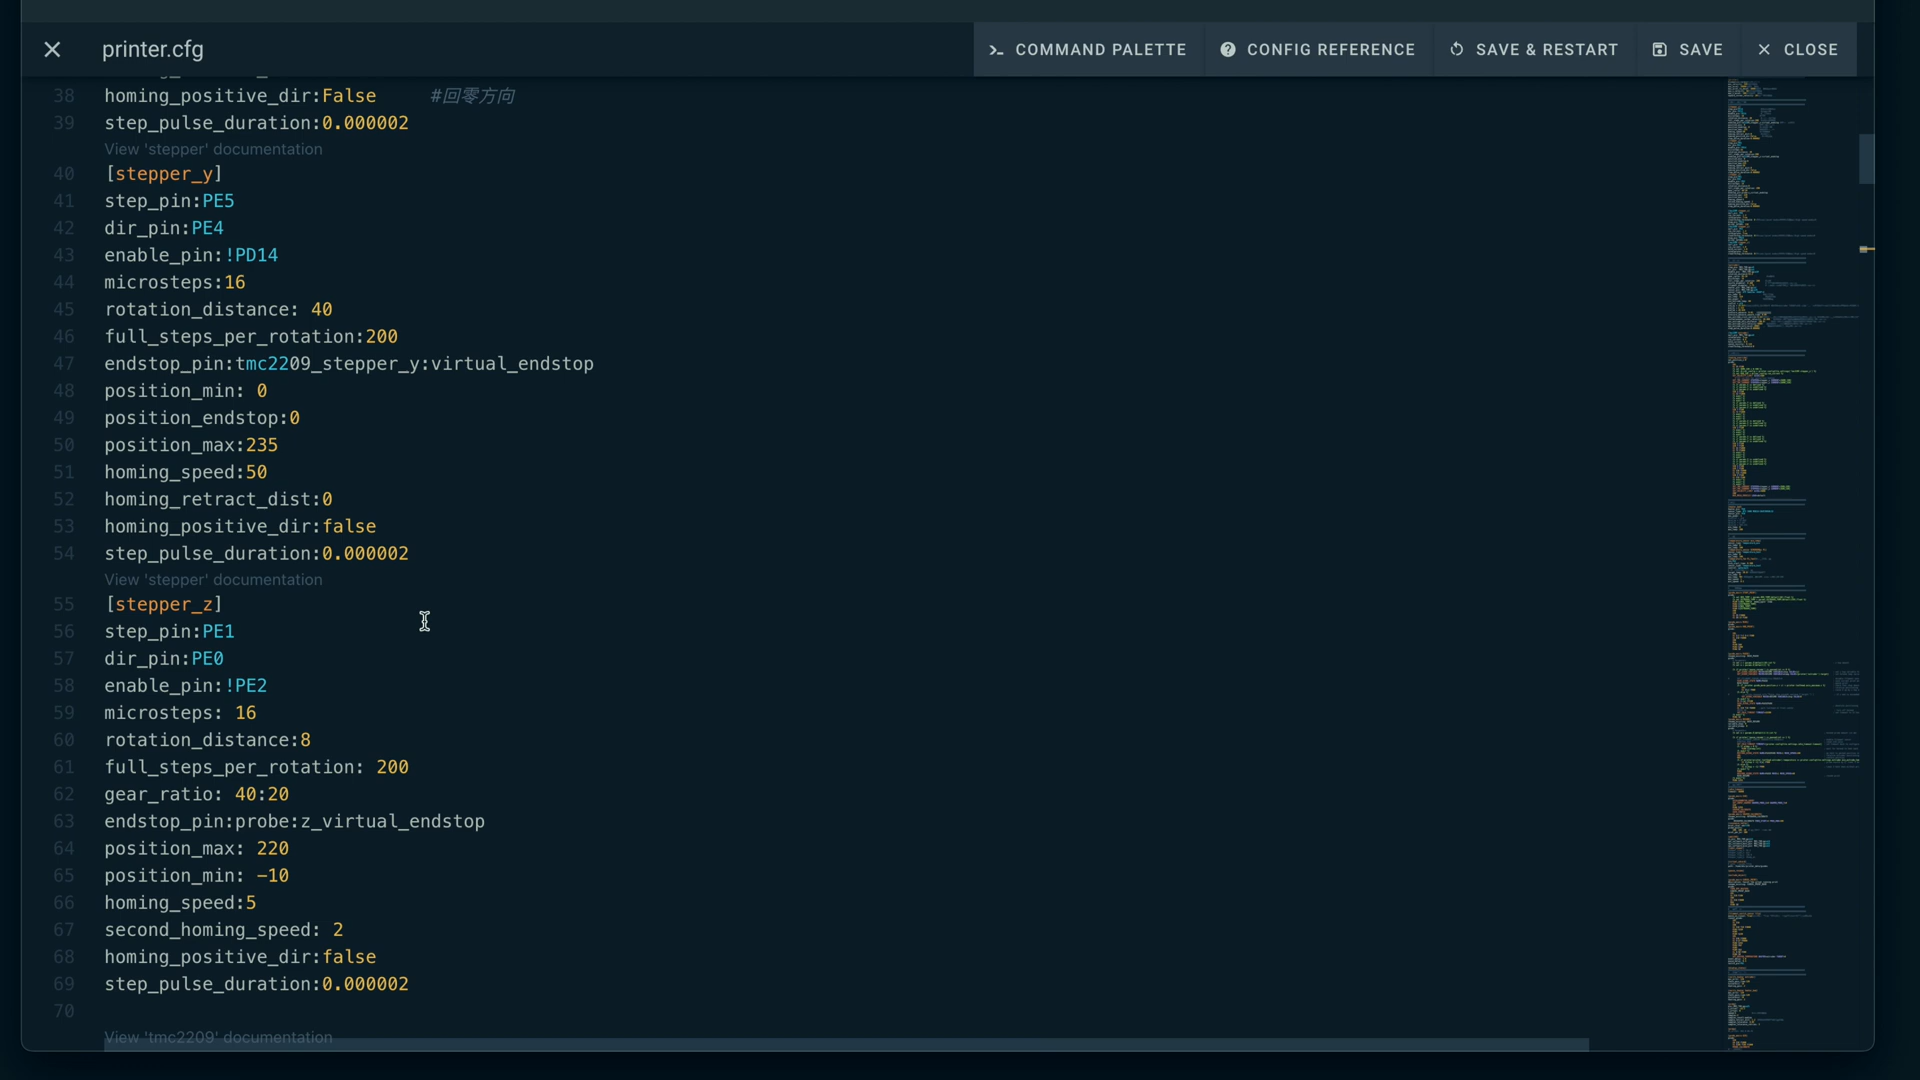 printer.cfg
COMMAND PALETTE
CONFIG REFERENCE
SAVE & RESTART
SAVE
CLOSE
38 homing_positive_dir:False #回零方向
39 step_pulse_duration:0.000002
View 'stepper' documentation
40 [stepper_y]
41 step_pin:PE5
42 dir_pin:PE4
43 enable_pin:!PD14
44 microsteps:16
45 rotation_distance: 40
46 full_steps_per_rotation:200
47 endstop_pin:tmc2209_stepper_y:virtual_endstop
48 position_min: 0
49 position_endstop:0
50 position_max:235
51 homing_speed:50
52 homing_retract_dist:0
53 homing_positive_dir:false
54 step_pulse_duration:0.000002
View 'stepper' documentation
55 [stepper_z]
56 step_pin:PE1
57 dir_pin:PE0
58 enable_pin:!PE2
59 microsteps: 16
60 rotation_distance:8
61 full_steps_per_rotation: 200
62 gear_ratio: 40:20
63 endstop_pin:probe:z_virtual_endstop
64 position_max: 220
65 position_min: -10
66 homing_speed:5
67 second_homing_speed: 2
68 homing_positive_dir:false
69 step_pulse_duration:0.000002
70
View 'tmc2209' documentation